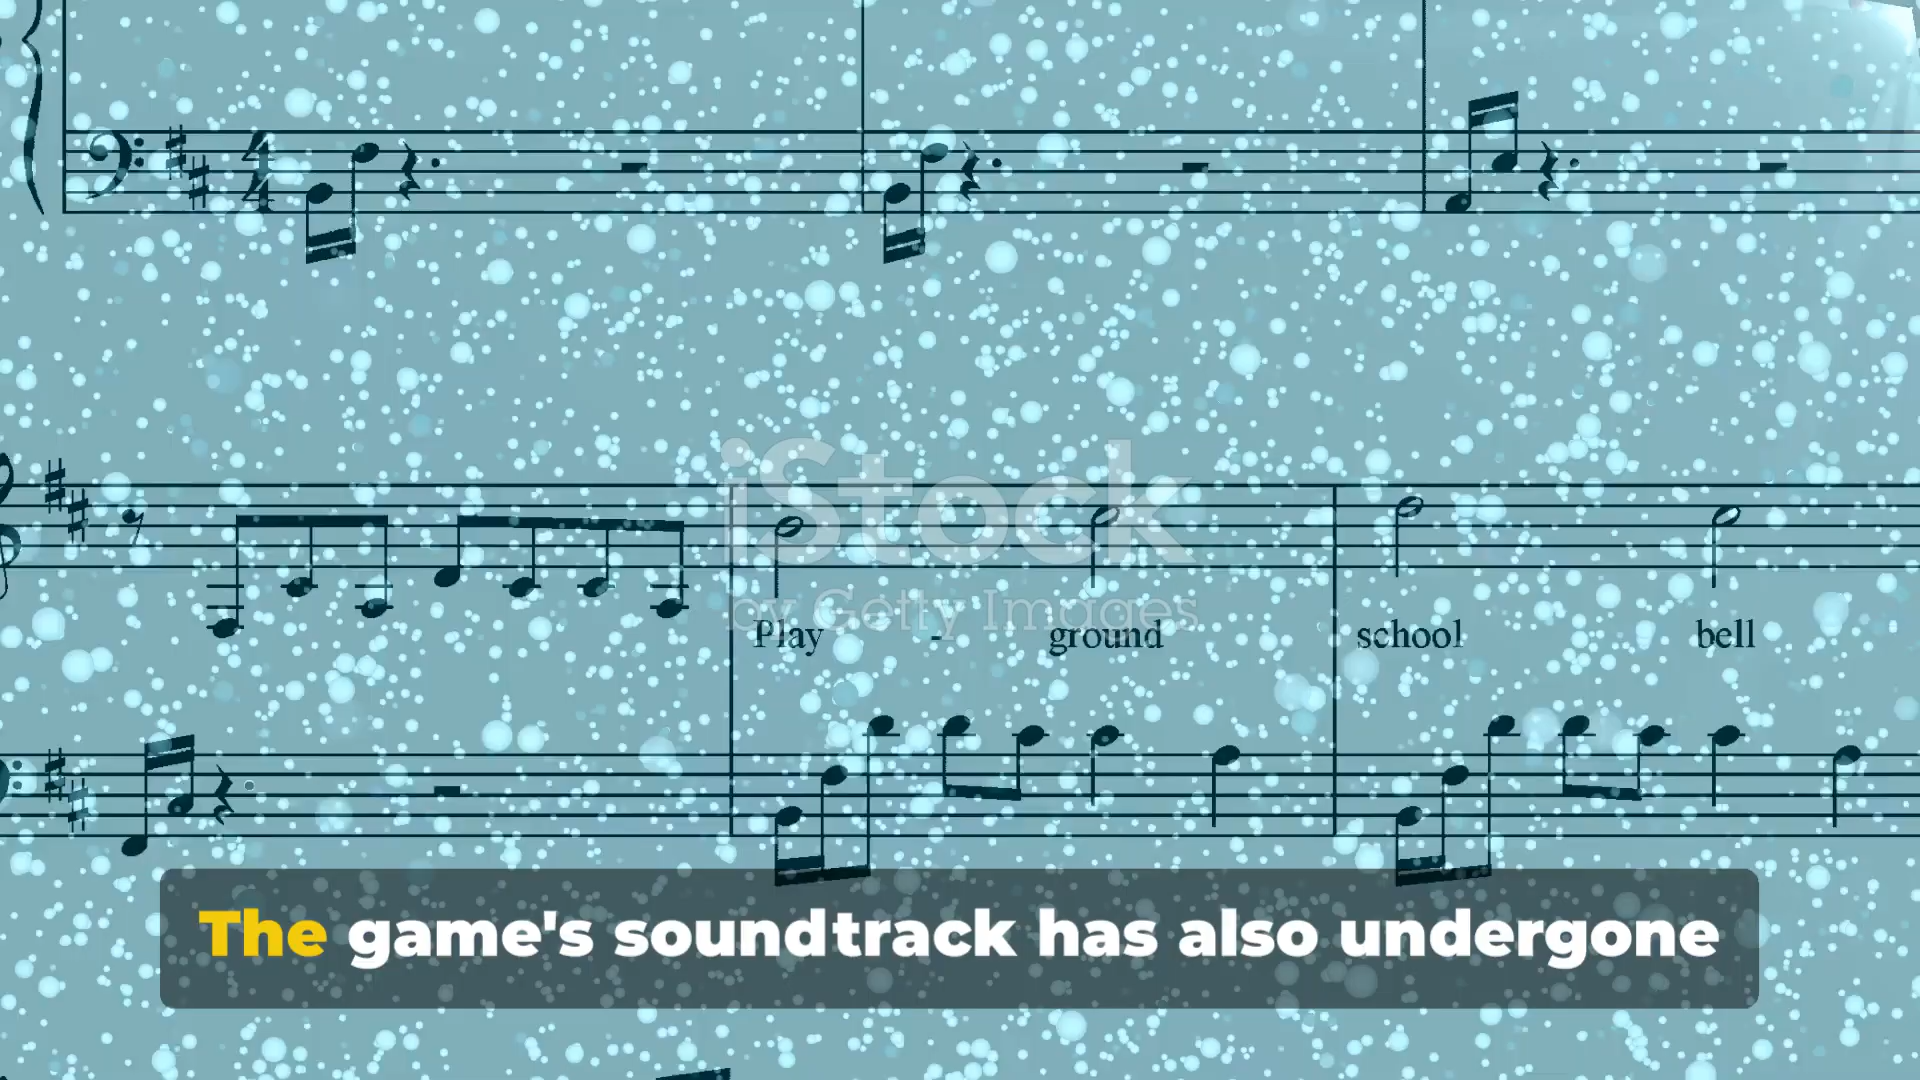 iStock
by Getty Images
Play - ground school bell
The game's soundtrack has also undergone